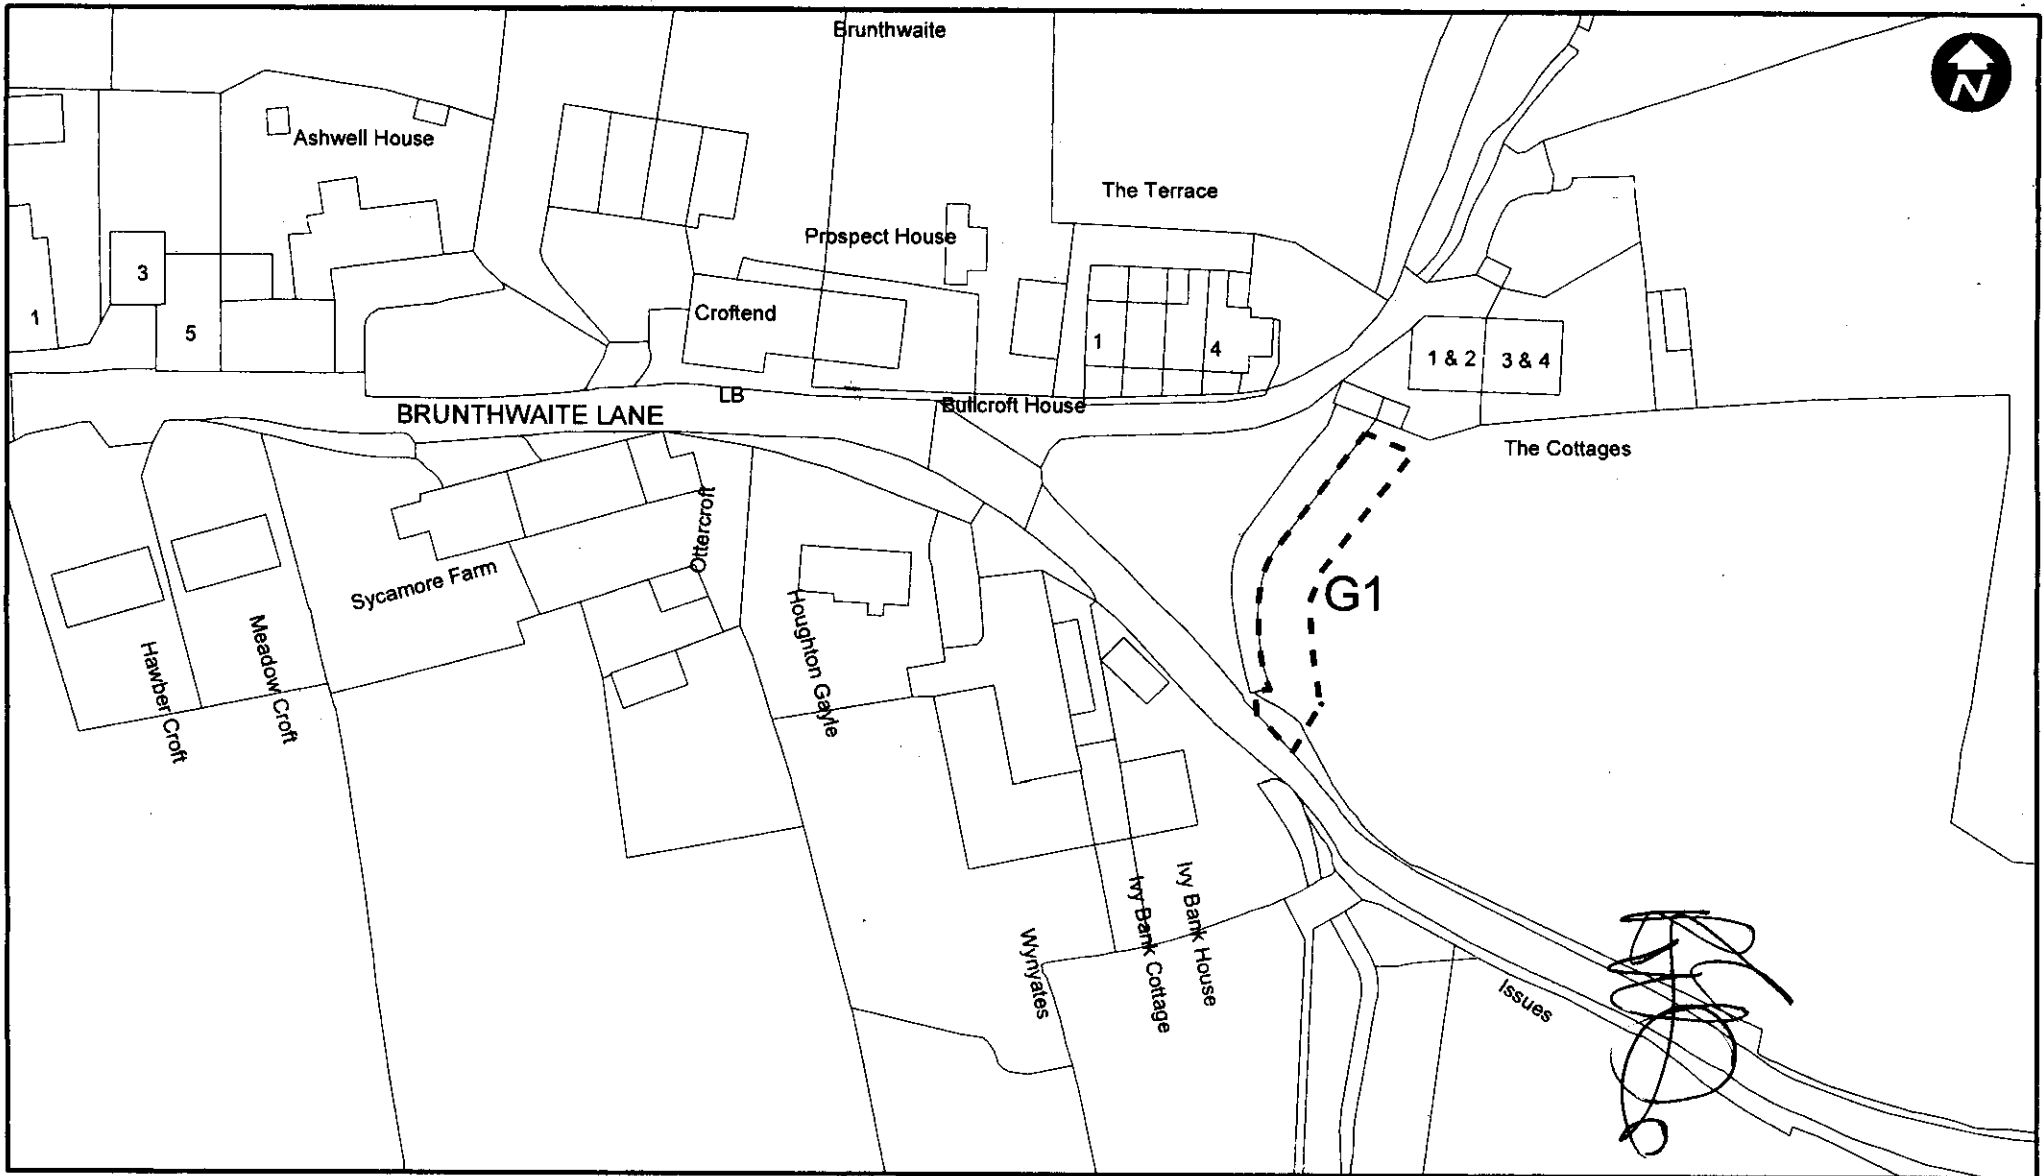 Brunthwaite
N
Ashwell House
The Terrace
Prospect House
3
1
5
Croftend
1
4
1 & 2
3 & 4
LB
BRUNTHWAITE LANE
Bullcroft House
The Cottages
Ottercroft
Sycamore Farm
G1
Houghton Gayle
Meadow Croft
Hawber Croft
Ivy Bank House
Ivy Bank Cottage
Wynyates
Issues